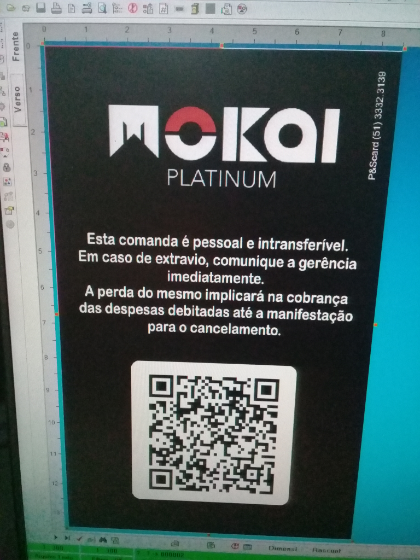 Frente
Verso
MOKAI
PLATINUM
P&Scard (51) 3332.3139
Esta comanda é pessoal e intransferível.
Em caso de extravio, comunique a gerência
imediatamente.
A perda do mesmo implicará na cobrança
das despesas debitadas até a manifestação
para o cancelamento.